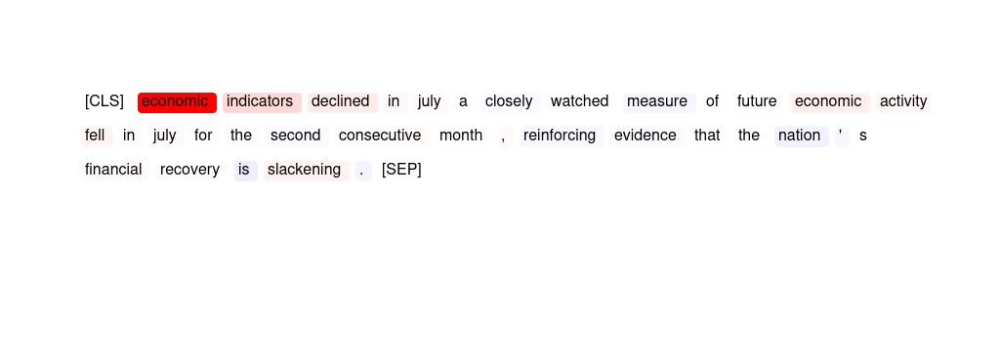 [CLS] economic indicators declined in july a closely watched measure of future economic activity
fell in july for the second consecutive month , reinforcing evidence that the nation ' s
financial recovery is slackening . [SEP]